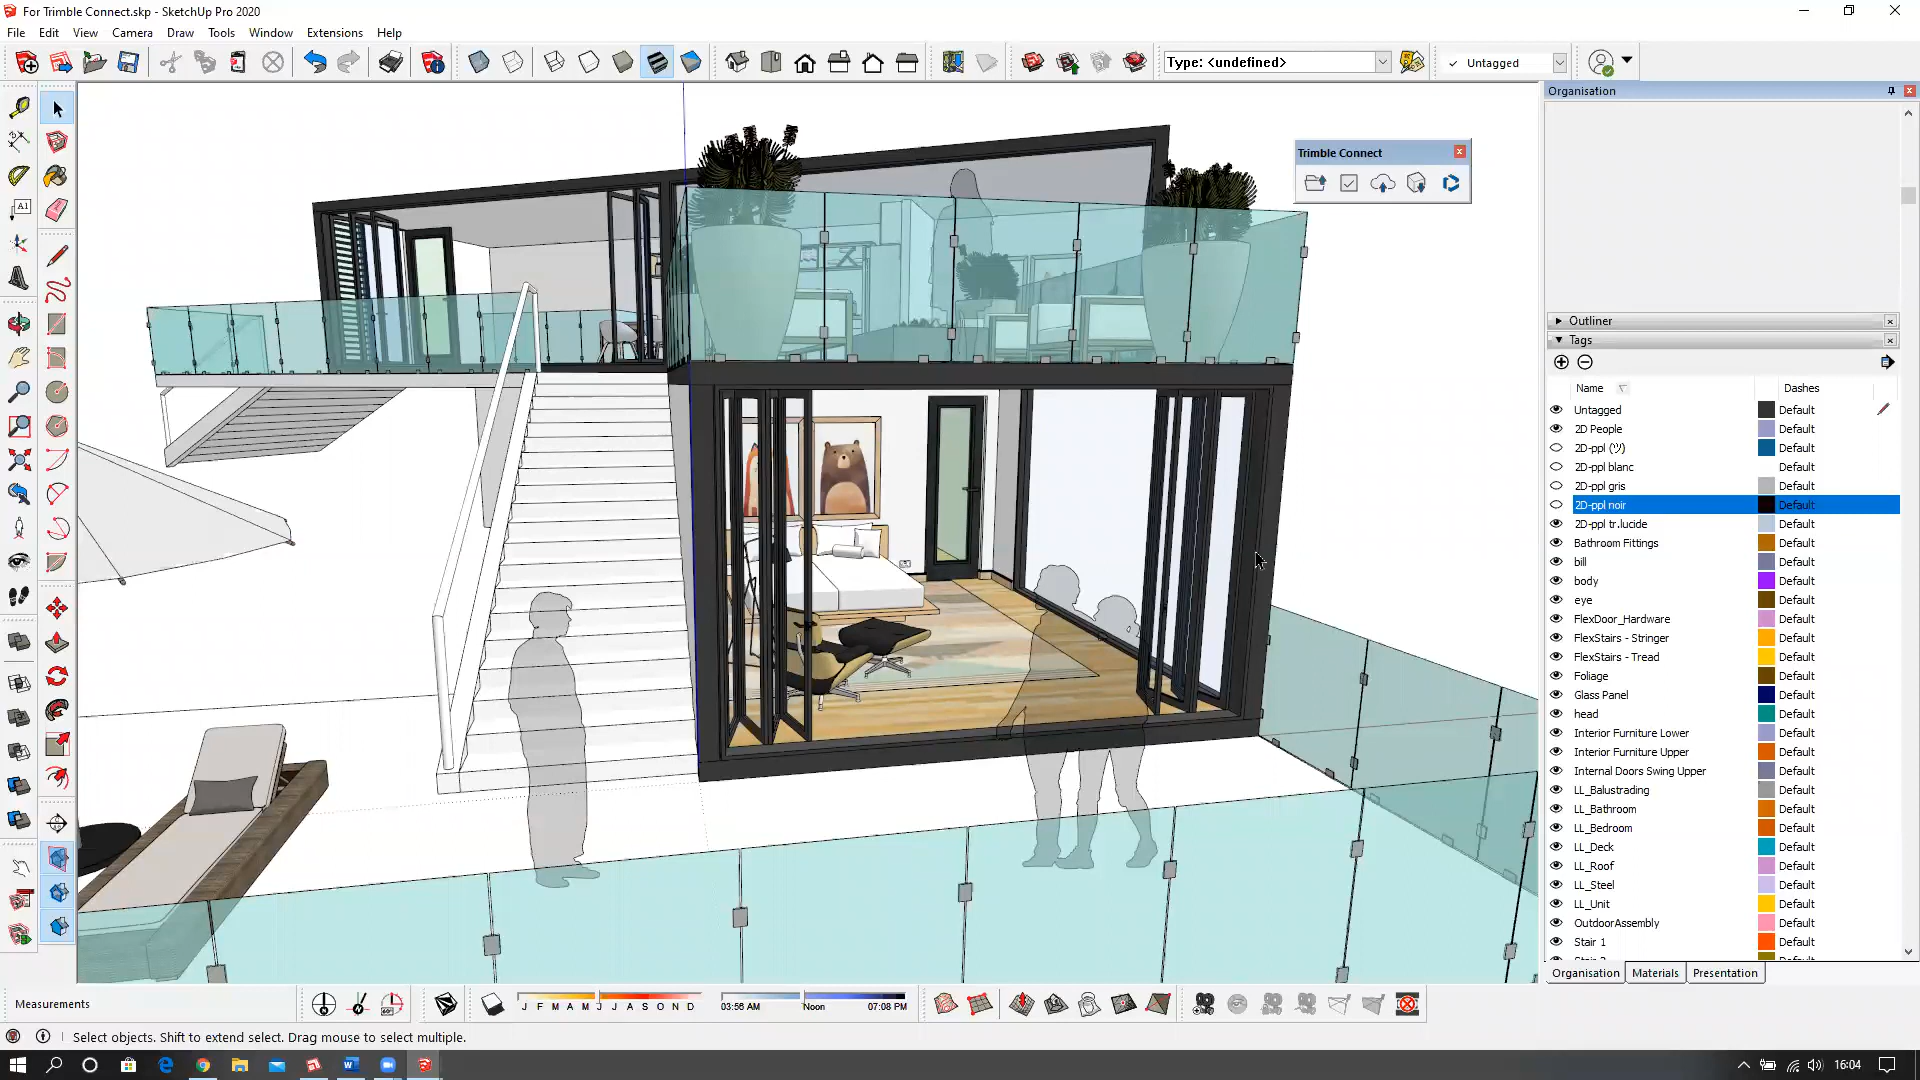 For Trimble Connect.skp - SketchUp Pro 2020
File Edit View Camera Draw Tools Window Extensions Help
Type: <undefined>
Untagged
Organisation
A1
Trimble Connect
Outliner
Tags
Name Dashes
Untagged Default
2D People Default
2D-ppl (ツ) Default
2D-ppl blanc Default
2D-ppl gris Default
2D-ppl noir Default
2D-ppl tr.lucide Default
Bathroom Fittings Default
bill Default
body Default
eye Default
FlexDoor_Hardware Default
FlexStairs - Stringer Default
FlexStairs - Tread Default
Foliage Default
Glass Panel Default
head Default
Interior Furniture Lower Default
Interior Furniture Upper Default
Internal Doors Swing Upper Default
LL_Balustrading Default
LL_Bathroom Default
LL_Bedroom Default
LL_Deck Default
LL_Roof Default
LL_Steel Default
LL_Unit Default
OutdoorAssembly Default
Stair 1 Default
Organisation Materials Presentation
Measurements
J F M A M J J A S O N D
03:56 AM Noon 07:08 PM
Select objects. Shift to extend select. Drag mouse to select multiple.
16:04